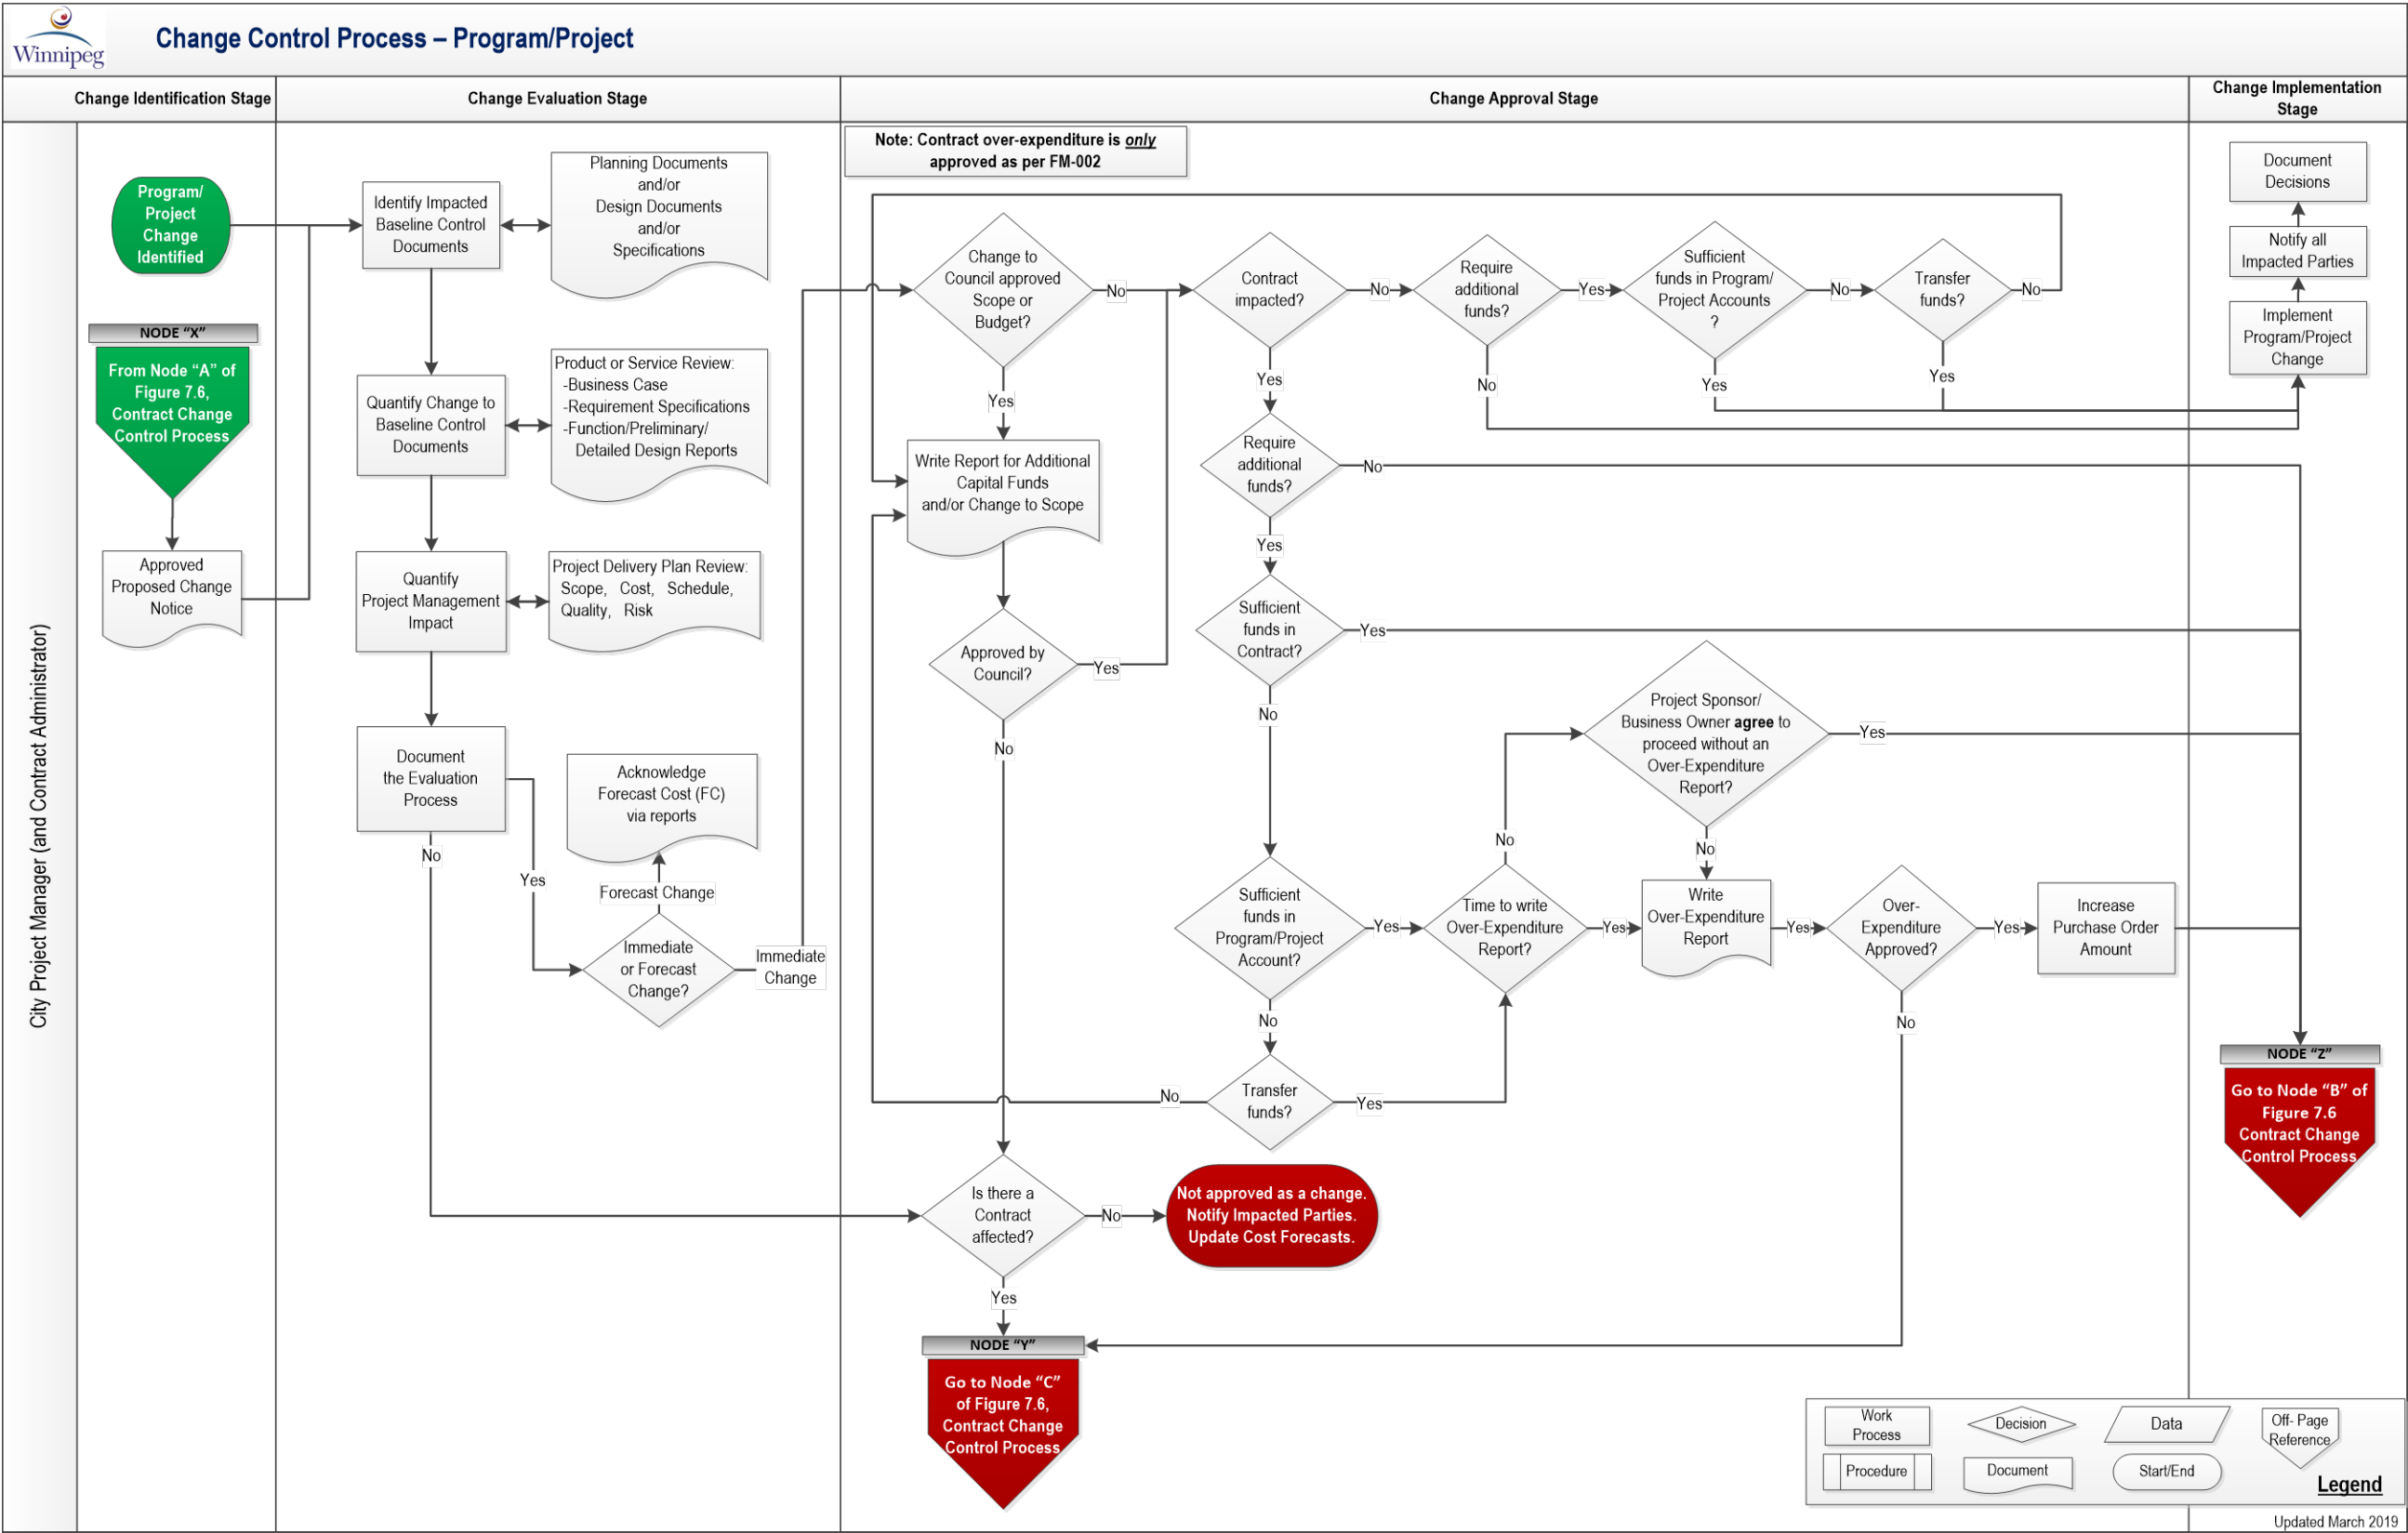 Winnipeg
Change Control Process – Program/Project
Change Identification Stage
Change Evaluation Stage
Change Approval Stage
Change Implementation
Stage
City Project Manager (and Contract Administrator)
Program/
Project
Change
Identified
NODE “X”
From Node “A” of
Figure 7.6,
Contract Change
Control Process
Approved
Proposed Change
Notice
Identify Impacted
Baseline Control
Documents
Planning Documents
and/or
Design Documents
and/or
Specifications
Quantify Change to
Baseline Control
Documents
Product or Service Review:
-Business Case
-Requirement Specifications
-Function/Preliminary/
Detailed Design Reports
Quantify
Project Management
Impact
Project Delivery Plan Review:
Scope, Cost, Schedule,
Quality, Risk
Document
the Evaluation
Process
No
Yes
Acknowledge
Forecast Cost (FC)
via reports
Forecast Change
Immediate
or Forecast
Change?
Immediate
Change
Note: Contract over-expenditure is only
approved as per FM-002
Change to
Council approved
Scope or
Budget?
No
Yes
Contract
impacted?
No
Yes
Require
additional
funds?
Yes
No
Sufficient
funds in Program/
Project Accounts
?
No
Yes
Transfer
funds?
No
Yes
Write Report for Additional
Capital Funds
and/or Change to Scope
Approved by
Council?
Yes
No
Require
additional
funds?
No
Yes
Sufficient
funds in
Contract?
Yes
No
Sufficient
funds in
Program/Project
Account?
Yes
No
Transfer
funds?
No
Yes
Time to write
Over-Expenditure
Report?
No
Yes
Project Sponsor/
Business Owner agree to
proceed without an
Over-Expenditure
Report?
Yes
No
Write
Over-Expenditure
Report
Yes
Over-
Expenditure
Approved?
Yes
No
Increase
Purchase Order
Amount
Is there a
Contract
affected?
No
Yes
Not approved as a change.
Notify Impacted Parties.
Update Cost Forecasts.
NODE “Y”
Go to Node “C”
of Figure 7.6,
Contract Change
Control Process
Document
Decisions
Notify all
Impacted Parties
Implement
Program/Project
Change
NODE “Z”
Go to Node “B” of
Figure 7.6
Contract Change
Control Process
Work
Process
Decision
Data
Off- Page
Reference
Procedure
Document
Start/End
Legend
Updated March 2019